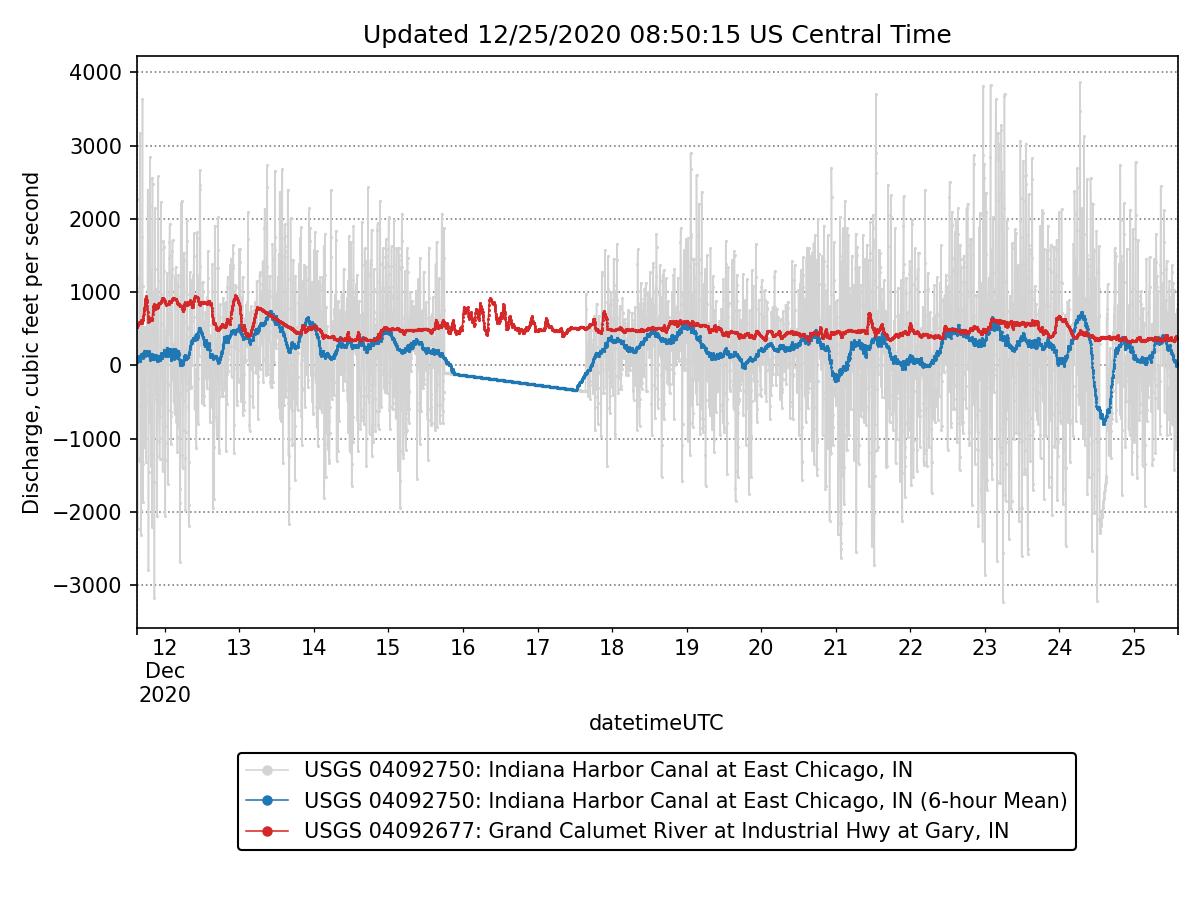 Updated 12/25/2020 08:50:15 US Central Time
Discharge, cubic feet per second
4000
3000
2000
1000
0
−1000
−2000
−3000
12 13 14 15 16 17 18 19 20 21 22 23 24 25
Dec
2020
datetimeUTC
USGS 04092750: Indiana Harbor Canal at East Chicago, IN
USGS 04092750: Indiana Harbor Canal at East Chicago, IN (6-hour Mean)
USGS 04092677: Grand Calumet River at Industrial Hwy at Gary, IN